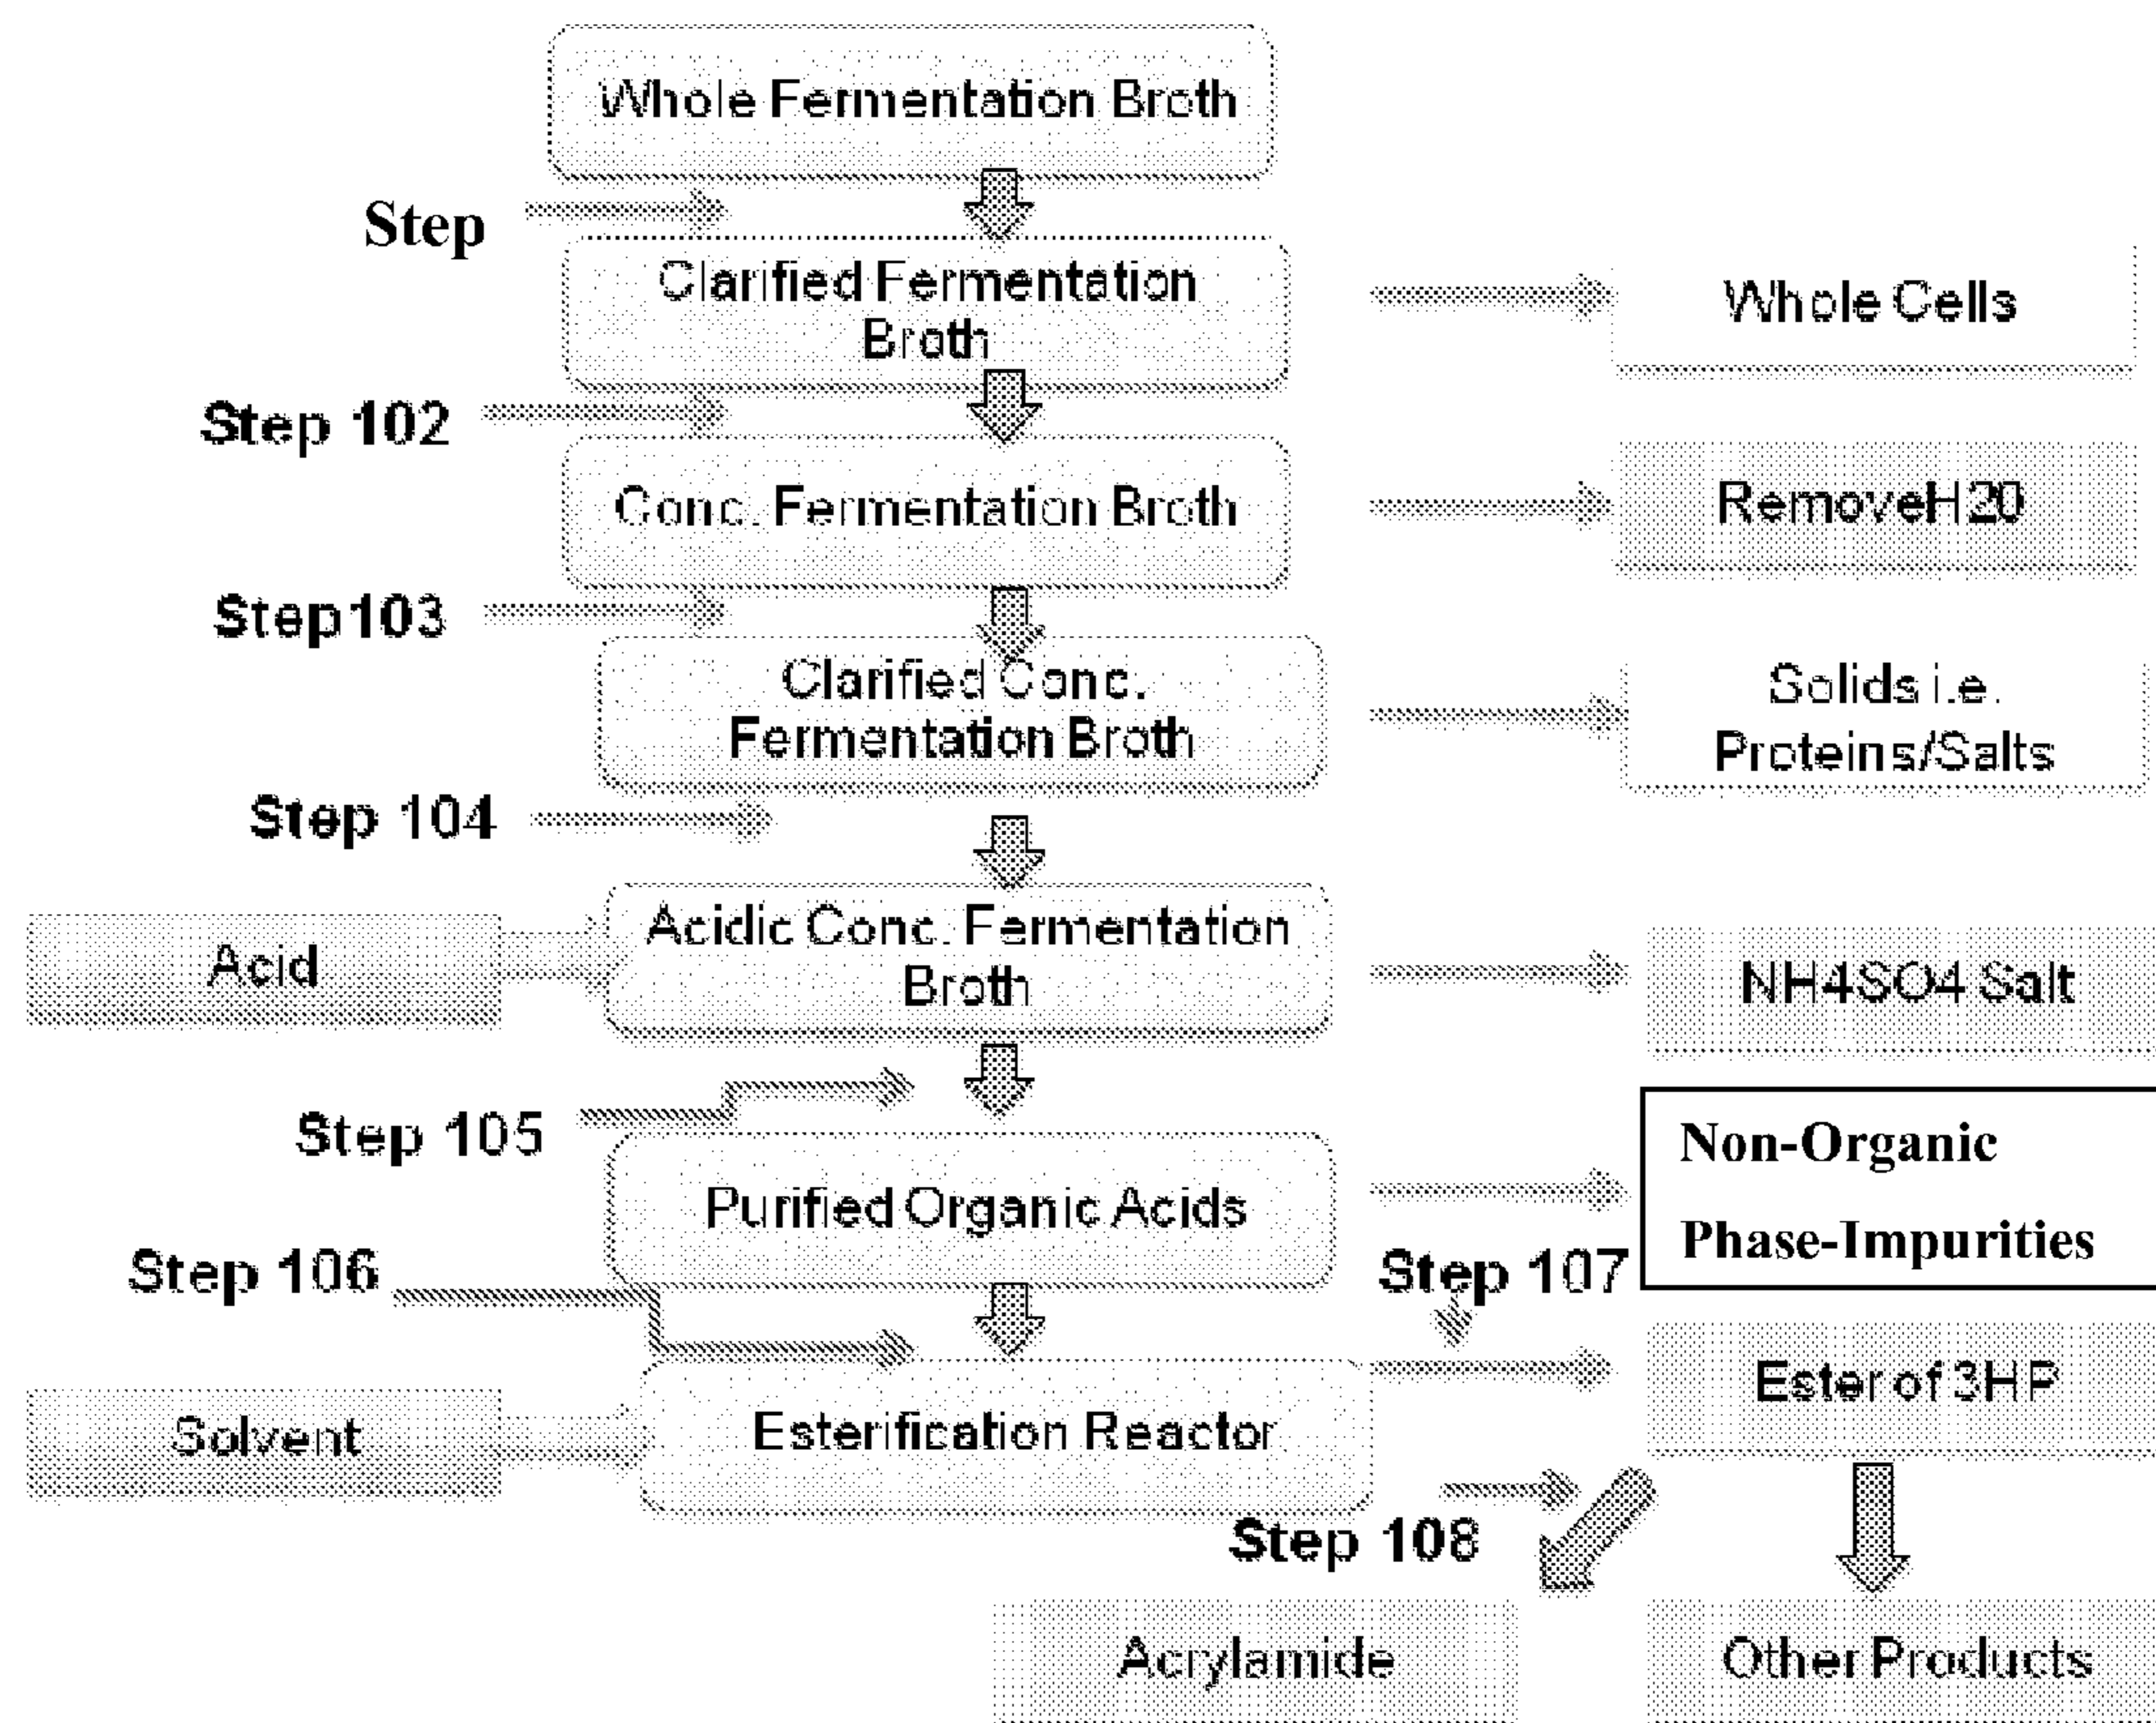 Whole Fermentation Broth
Step
Clarified Fermentation
Broth
Whole Cells
Step 102
Conc. Fermentation Broth
RemoveH20
Step103
Clarified Conc.
Fermentation Broth
Solids i.e.
Proteins/Salts
Step 104
Acid
Acidic Conc. Fermentation
Broth
NH4SO4 Salt
Step 105
Purified Organic Acids
Non-Organic
Phase-Impurities
Step 106
Step 107
Solvent
Esterification Reactor
Ester of 3HP
Step 108
Acrylamide
Other Products